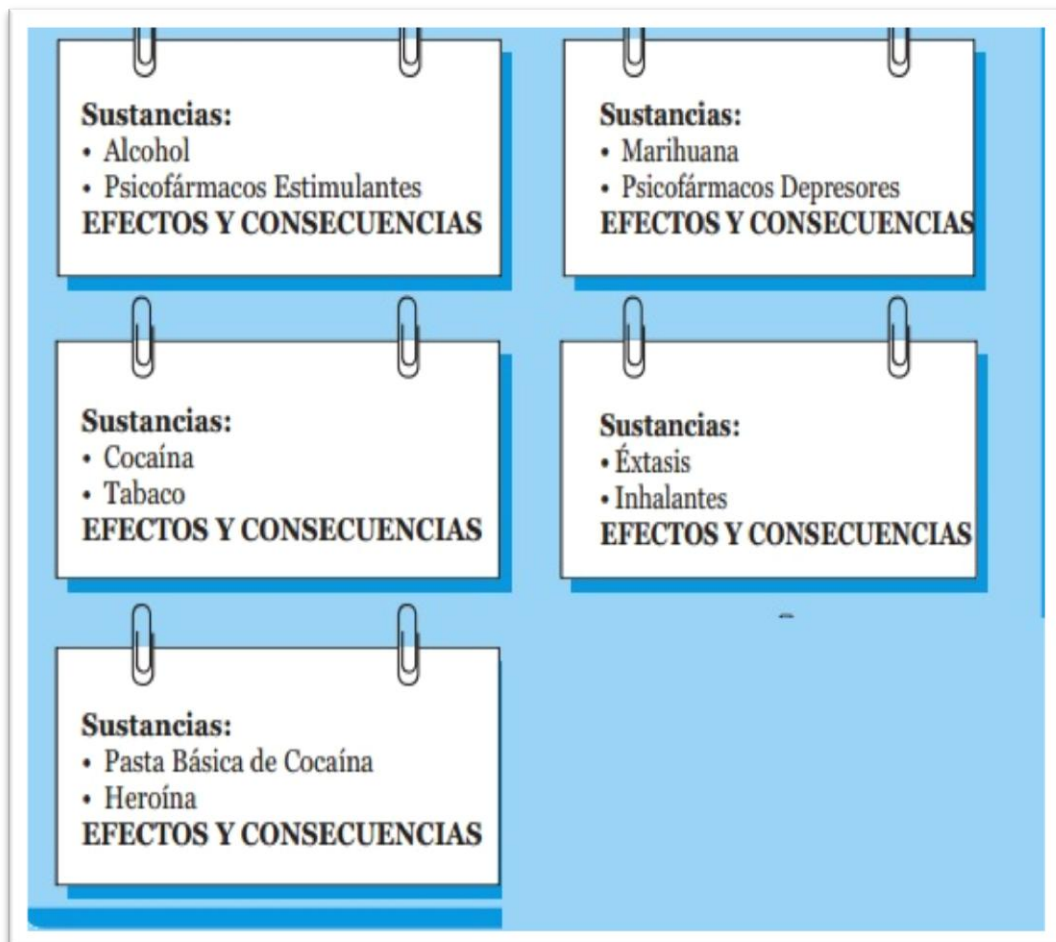 Sustancias:
• Alcohol
• Psicofármacos Estimulantes
EFECTOS Y CONSECUENCIAS
Sustancias:
• Marihuana
• Psicofármacos Depresores
EFECTOS Y CONSECUENCIAS
Sustancias:
• Cocaína
• Tabaco
EFECTOS Y CONSECUENCIAS
Sustancias:
• Éxtasis
• Inhalantes
EFECTOS Y CONSECUENCIAS
Sustancias:
• Pasta Básica de Cocaína
• Heroína
EFECTOS Y CONSECUENCIAS